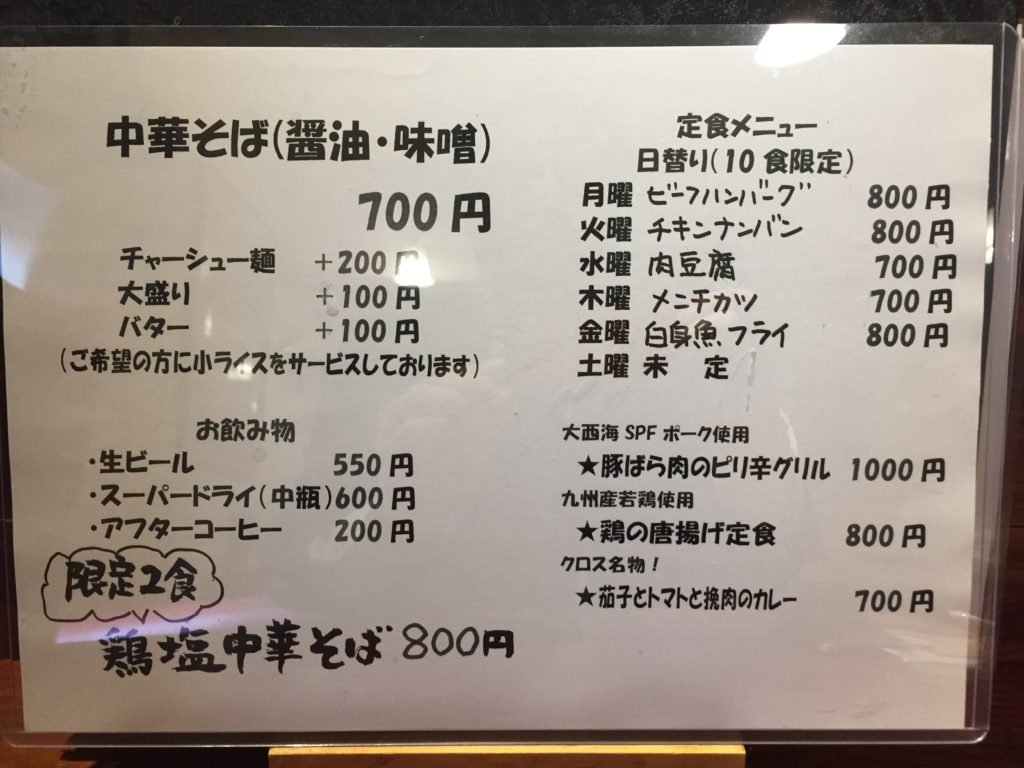 中華そば(醤油・味噌)
700円
チャーシュー麺 +200円
大盛り +100円
バター +100円
(ご希望の方に小ライスをサービスしております)
お飲み物
・生ビール 550円
・スーパードライ(中瓶)600円
・アフターコーヒー 200円
限定2食
鶏塩中華そば 800円
定食メニュー
日替り(10食限定)
月曜 ビーフハンバーグ 800円
火曜 チキンナンバン 800円
水曜 肉豆腐 700円
木曜 メニチカツ 700円
金曜 白身魚フライ 800円
土曜 未 定
大西海SPFポーク使用
★豚ばら肉のピリ辛グリル 1000円
九州産若鶏使用
★鶏の唐揚げ定食 800円
クロス名物!
★茄子とトマトと挽肉のカレー 700円